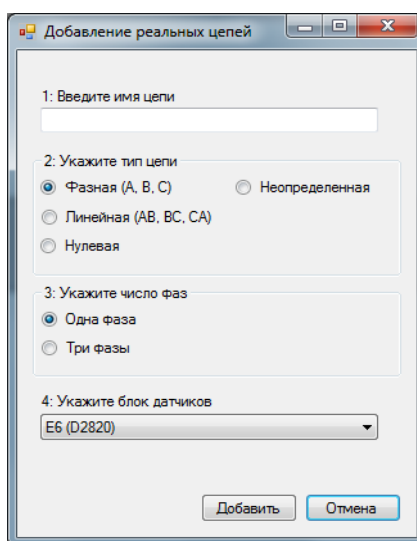 Добавление реальных цепей
1: Введите имя цепи
2: Укажите тип цепи
Фазная (A, B, C)
Неопределенная
Линейная (AB, BC, CA)
Нулевая
3: Укажите число фаз
Одна фаза
Три фазы
4: Укажите блок датчиков
E6 (D2820)
Добавить
Отмена